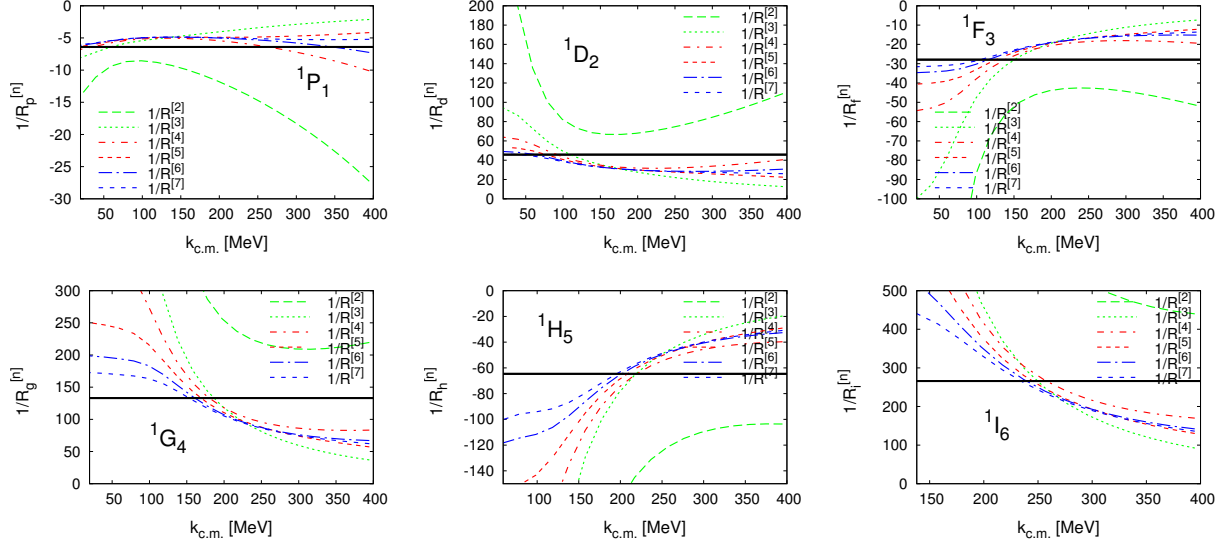 0
-5
-10
-15
-20
-25
-30
50 100 150 200 250 300 350 400
k_c.m. [MeV]
1/R_p^[n]
^1P_1
1/R^[2]
1/R^[3]
1/R^[4]
1/R^[5]
1/R^[6]
1/R^[7]
200
180
160
140
120
100
80
60
40
20
0
50 100 150 200 250 300 350 400
k_c.m. [MeV]
1/R_d^[n]
^1D_2
1/R^[2]
1/R^[3]
1/R^[4]
1/R^[5]
1/R^[6]
1/R^[7]
0
-10
-20
-30
-40
-50
-60
-70
-80
-90
-100
50 100 150 200 250 300 350 400
k_c.m. [MeV]
1/R_f^[n]
^1F_3
1/R^[2]
1/R^[3]
1/R^[4]
1/R^[5]
1/R^[6]
1/R^[7]
300
250
200
150
100
50
0
50 100 150 200 250 300 350 400
k_c.m. [MeV]
1/R_g^[n]
^1G_4
1/R^[2]
1/R^[3]
1/R^[4]
1/R^[5]
1/R^[6]
1/R^[7]
0
-20
-40
-60
-80
-100
-120
-140
100 150 200 250 300 350 400
k_c.m. [MeV]
1/R_h^[n]
^1H_5
1/R^[2]
1/R^[3]
1/R^[4]
1/R^[5]
1/R^[6]
1/R^[7]
500
400
300
200
100
0
150 200 250 300 350 400
k_c.m. [MeV]
1/R_i^[n]
^1I_6
1/R^[2]
1/R^[3]
1/R^[4]
1/R^[5]
1/R^[6]
1/R^[7]